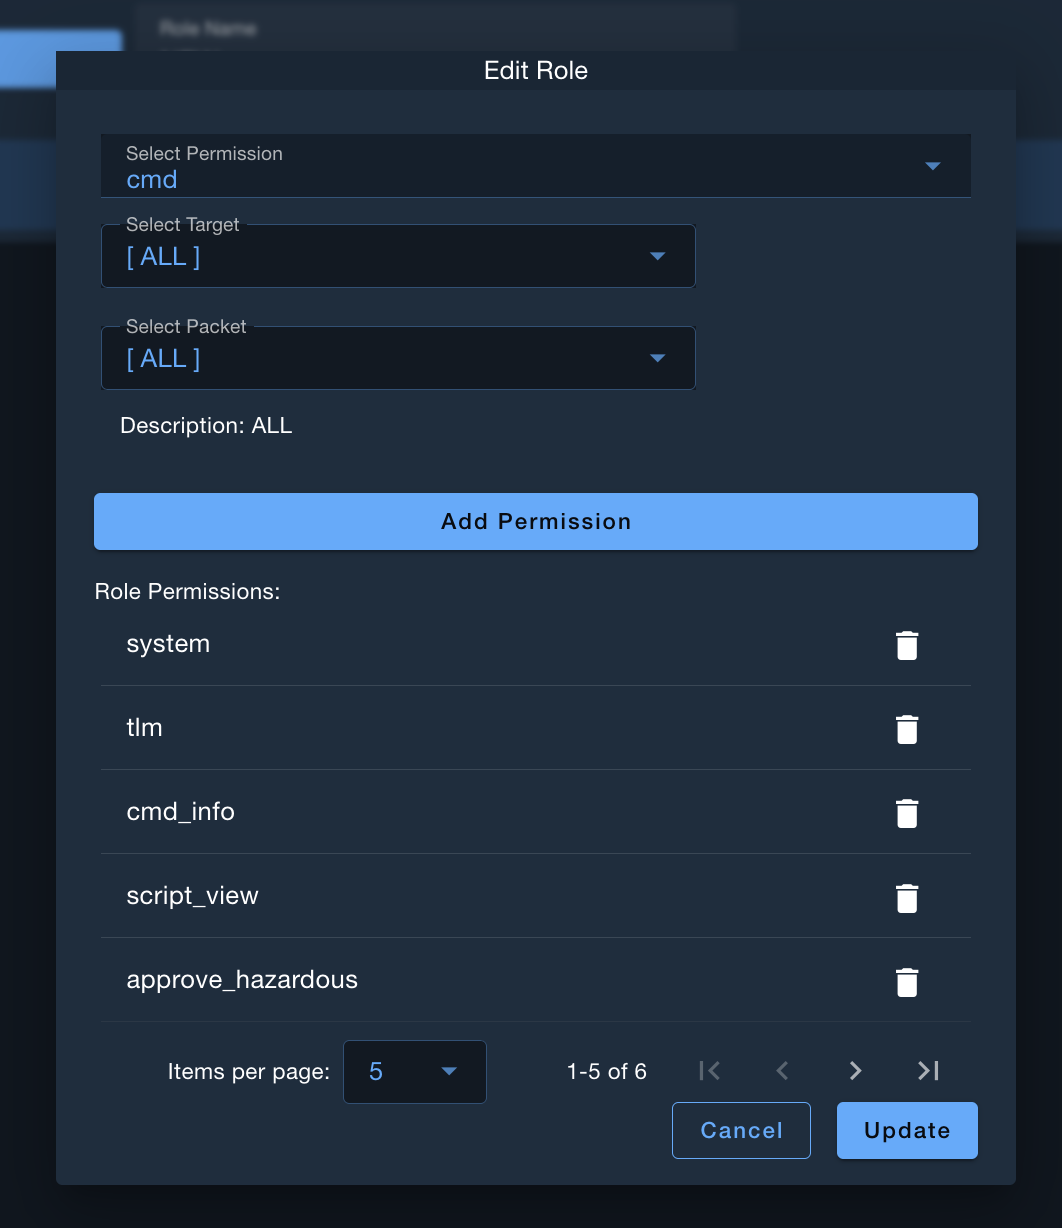 Role Name
Edit Role
Select Permission
cmd
Select Target
[ ALL ]
Select Packet
[ ALL ]
Description: ALL
Add Permission
Role Permissions:
system
tlm
cmd_info
script_view
approve_hazardous
Items per page: 5 1-5 of 6
Cancel Update